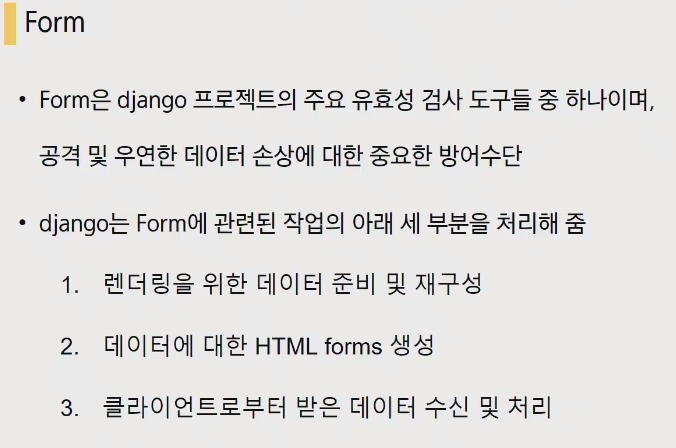 Form
• Form은 django 프로젝트의 주요 유효성 검사 도구들 중 하나이며,
공격 및 우연한 데이터 손상에 대한 중요한 방어수단
• django는 Form에 관련된 작업의 아래 세 부분을 처리해 줌
1. 렌더링을 위한 데이터 준비 및 재구성
2. 데이터에 대한 HTML forms 생성
3. 클라이언트로부터 받은 데이터 수신 및 처리